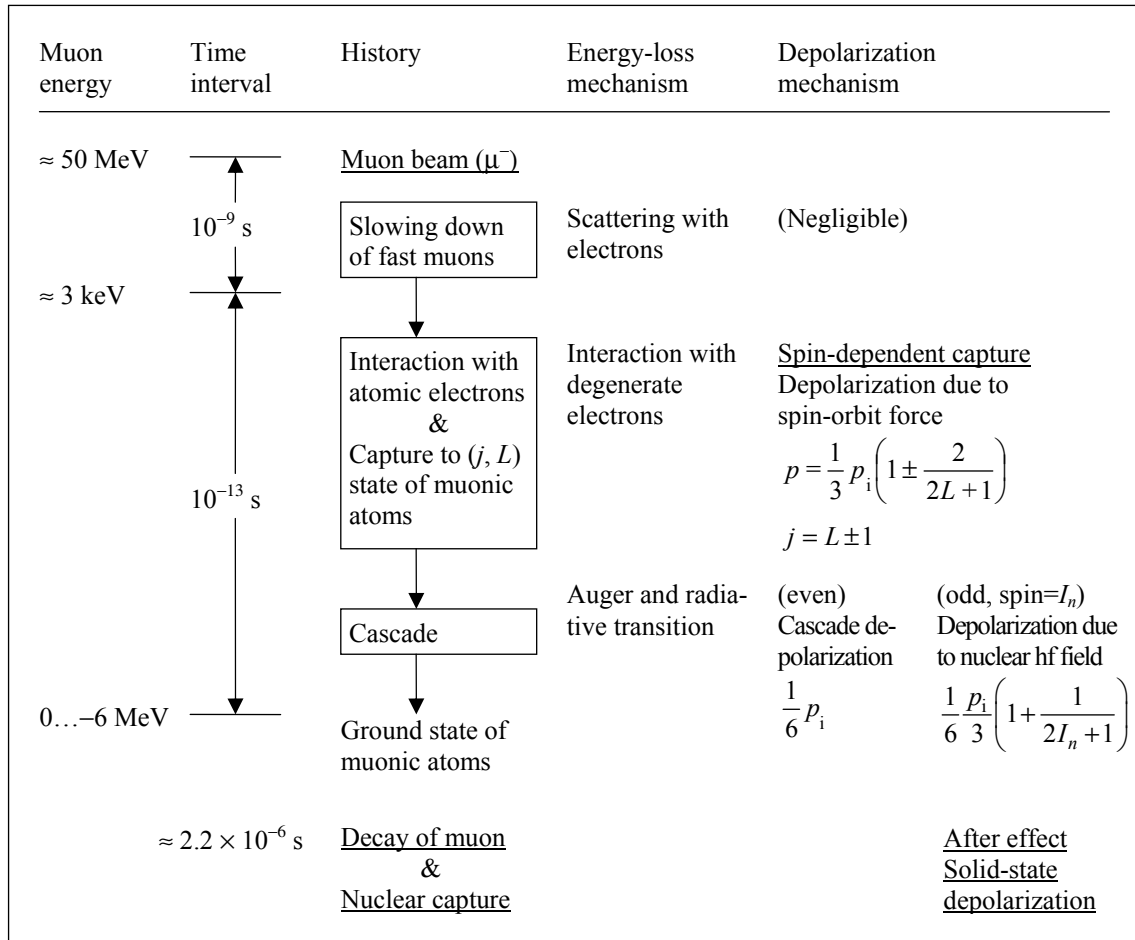 Muon energy
Time interval
History
Energy-loss mechanism
Depolarization mechanism
≈ 50 MeV
Muon beam (μ⁻)
10⁻⁹ s
Slowing down
of fast muons
Scattering with
electrons
(Negligible)
≈ 3 keV
Interaction with
atomic electrons
&
Capture to (j, L)
state of muonic
atoms
Interaction with
degenerate
electrons
Spin-dependent capture
Depolarization due to
spin-orbit force
p = 1/3 pᵢ(1 ± 2/(2L + 1))
j = L ± 1
10⁻¹³ s
Cascade
Auger and radia-
tive transition
(even)
Cascade de-
polarization
1/6 pᵢ
(odd, spin=Iₙ)
Depolarization due
to nuclear hf field
1/6 pᵢ/3 (1 + 1/(2Iₙ + 1))
0…–6 MeV
Ground state of
muonic atoms
≈ 2.2 × 10⁻⁶ s
Decay of muon
&
Nuclear capture
After effect
Solid-state
depolarization